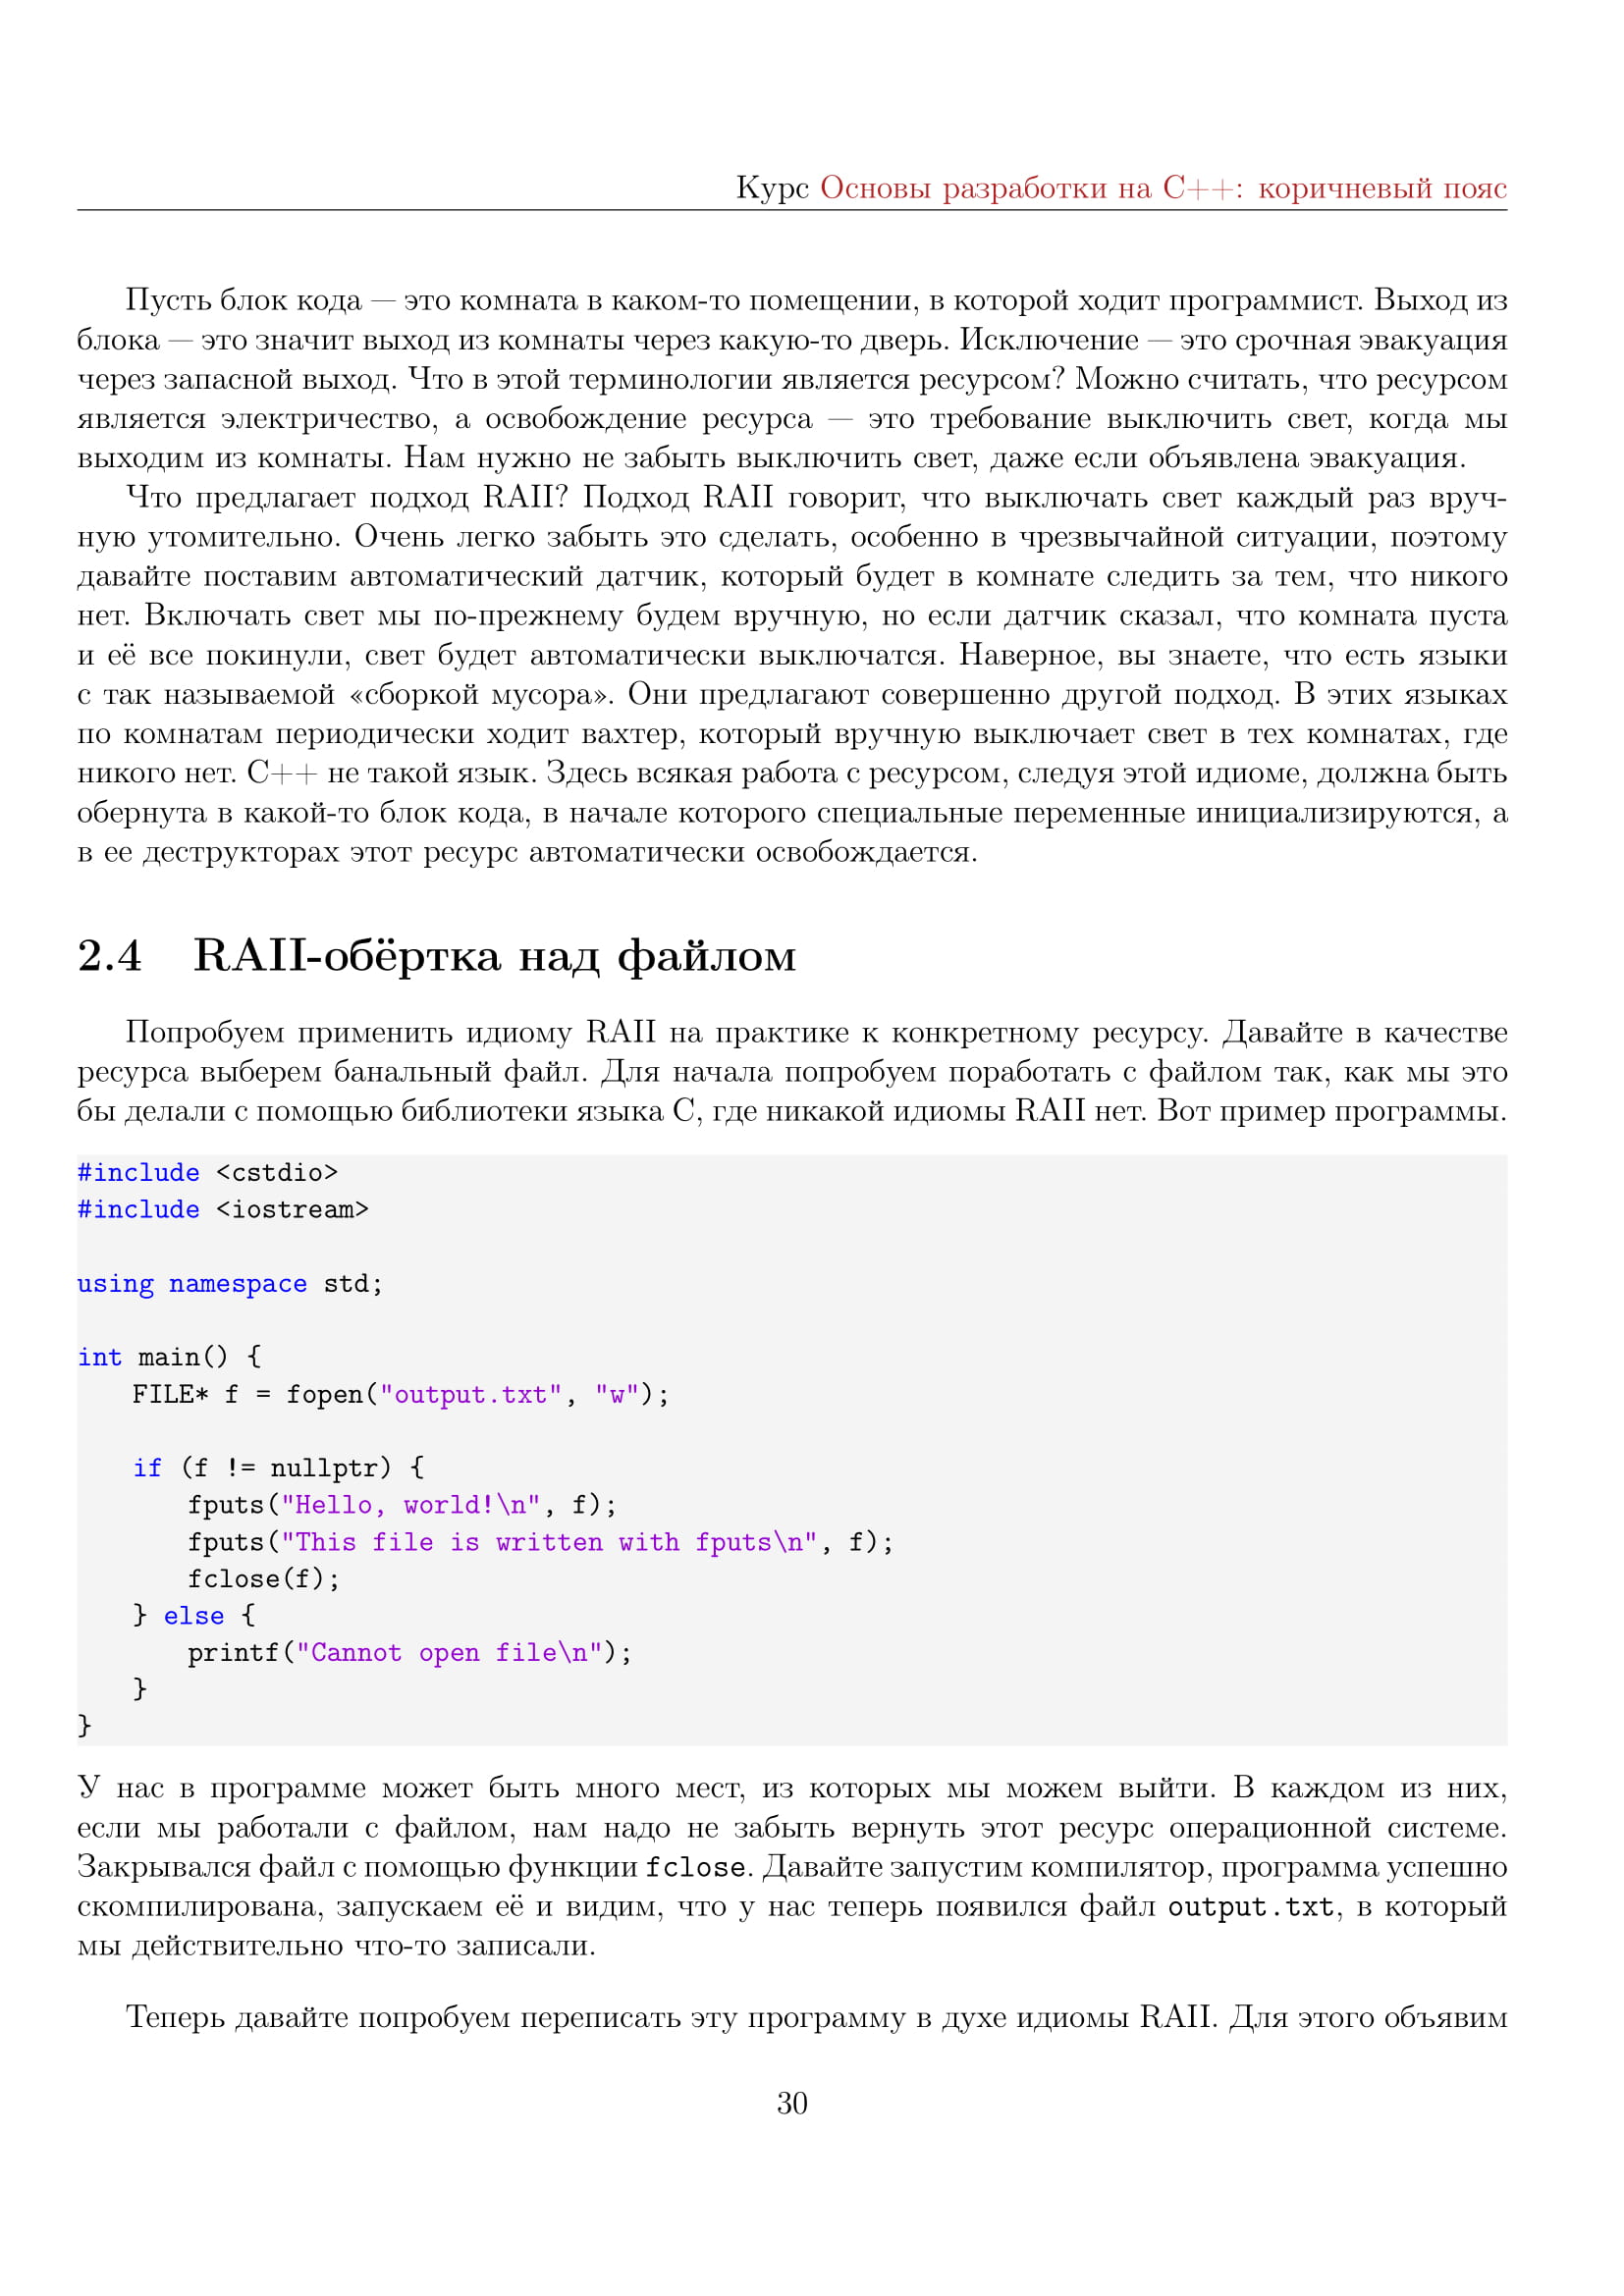 Курс Основы разработки на C++: коричневый пояс
Пусть блок кода — это комната в каком-то помещении, в которой ходит программист. Выход из
блока — это значит выход из комнаты через какую-то дверь. Исключение — это срочная эвакуация
через запасной выход. Что в этой терминологии является ресурсом? Можно считать, что ресурсом
является электричество, а освобождение ресурса — это требование выключить свет, когда мы
выходим из комнаты. Нам нужно не забыть выключить свет, даже если объявлена эвакуация.
Что предлагает подход RAII? Подход RAII говорит, что выключать свет каждый раз вруч-
ную утомительно. Очень легко забыть это сделать, особенно в чрезвычайной ситуации, поэтому
давайте поставим автоматический датчик, который будет в комнате следить за тем, что никого
нет. Включать свет мы по-прежнему будем вручную, но если датчик сказал, что комната пуста
и её все покинули, свет будет автоматически выключатся. Наверное, вы знаете, что есть языки
с так называемой «сборкой мусора». Они предлагают совершенно другой подход. В этих языках
по комнатам периодически ходит вахтер, который вручную выключает свет в тех комнатах, где
никого нет. C++ не такой язык. Здесь всякая работа с ресурсом, следуя этой идиоме, должна быть
обернута в какой-то блок кода, в начале которого специальные переменные инициализируются, а
в ее деструкторах этот ресурс автоматически освобождается.
2.4 RAII-обёртка над файлом
Попробуем применить идиому RAII на практике к конкретному ресурсу. Давайте в качестве
ресурса выберем банальный файл. Для начала попробуем поработать с файлом так, как мы это
бы делали с помощью библиотеки языка C, где никакой идиомы RAII нет. Вот пример программы.
#include <cstdio>
#include <iostream>
using namespace std;
int main() {
FILE* f = fopen("output.txt", "w");
if (f != nullptr) {
fputs("Hello, world!\n", f);
fputs("This file is written with fputs\n", f);
fclose(f);
} else {
printf("Cannot open file\n");
}
}
У нас в программе может быть много мест, из которых мы можем выйти. В каждом из них,
если мы работали с файлом, нам надо не забыть вернуть этот ресурс операционной системе.
Закрывался файл с помощью функции fclose. Давайте запустим компилятор, программа успешно
скомпилирована, запускаем её и видим, что у нас теперь появился файл output.txt, в который
мы действительно что-то записали.
Теперь давайте попробуем переписать эту программу в духе идиомы RAII. Для этого объявим
30